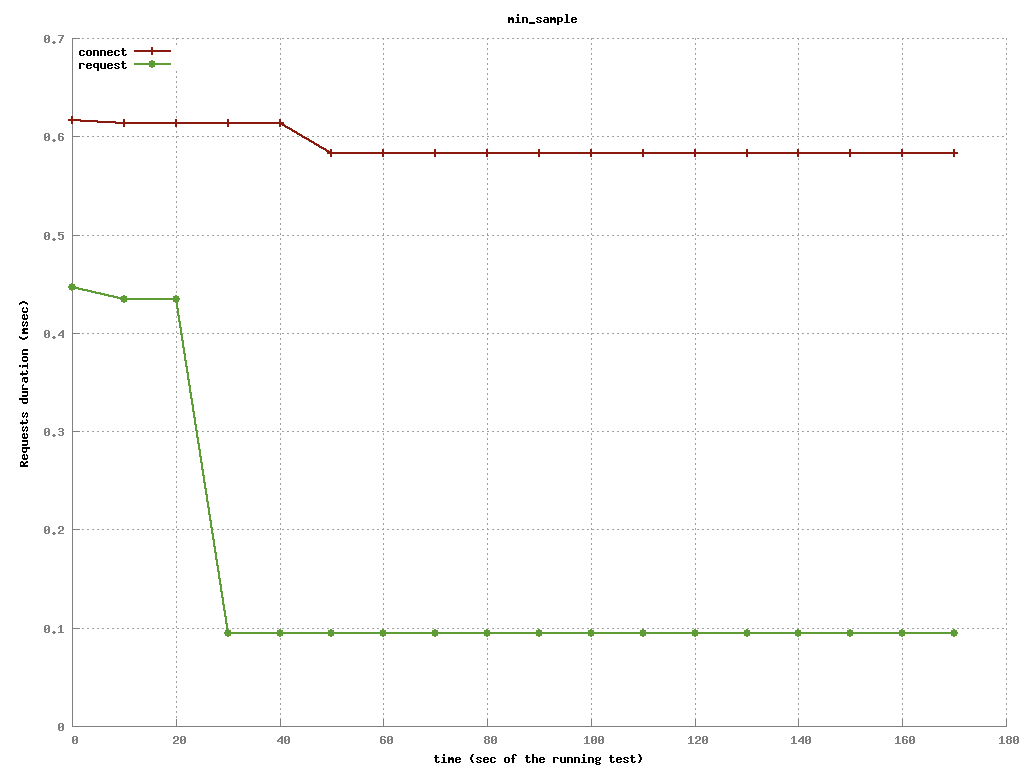 min_sample
0.7
connect
request
0.6
0.5
0.4
0.3
0.2
0.1
0
Requests duration (msec)
0 20 40 60 80 100 120 140 160 180
time (sec of the running test)